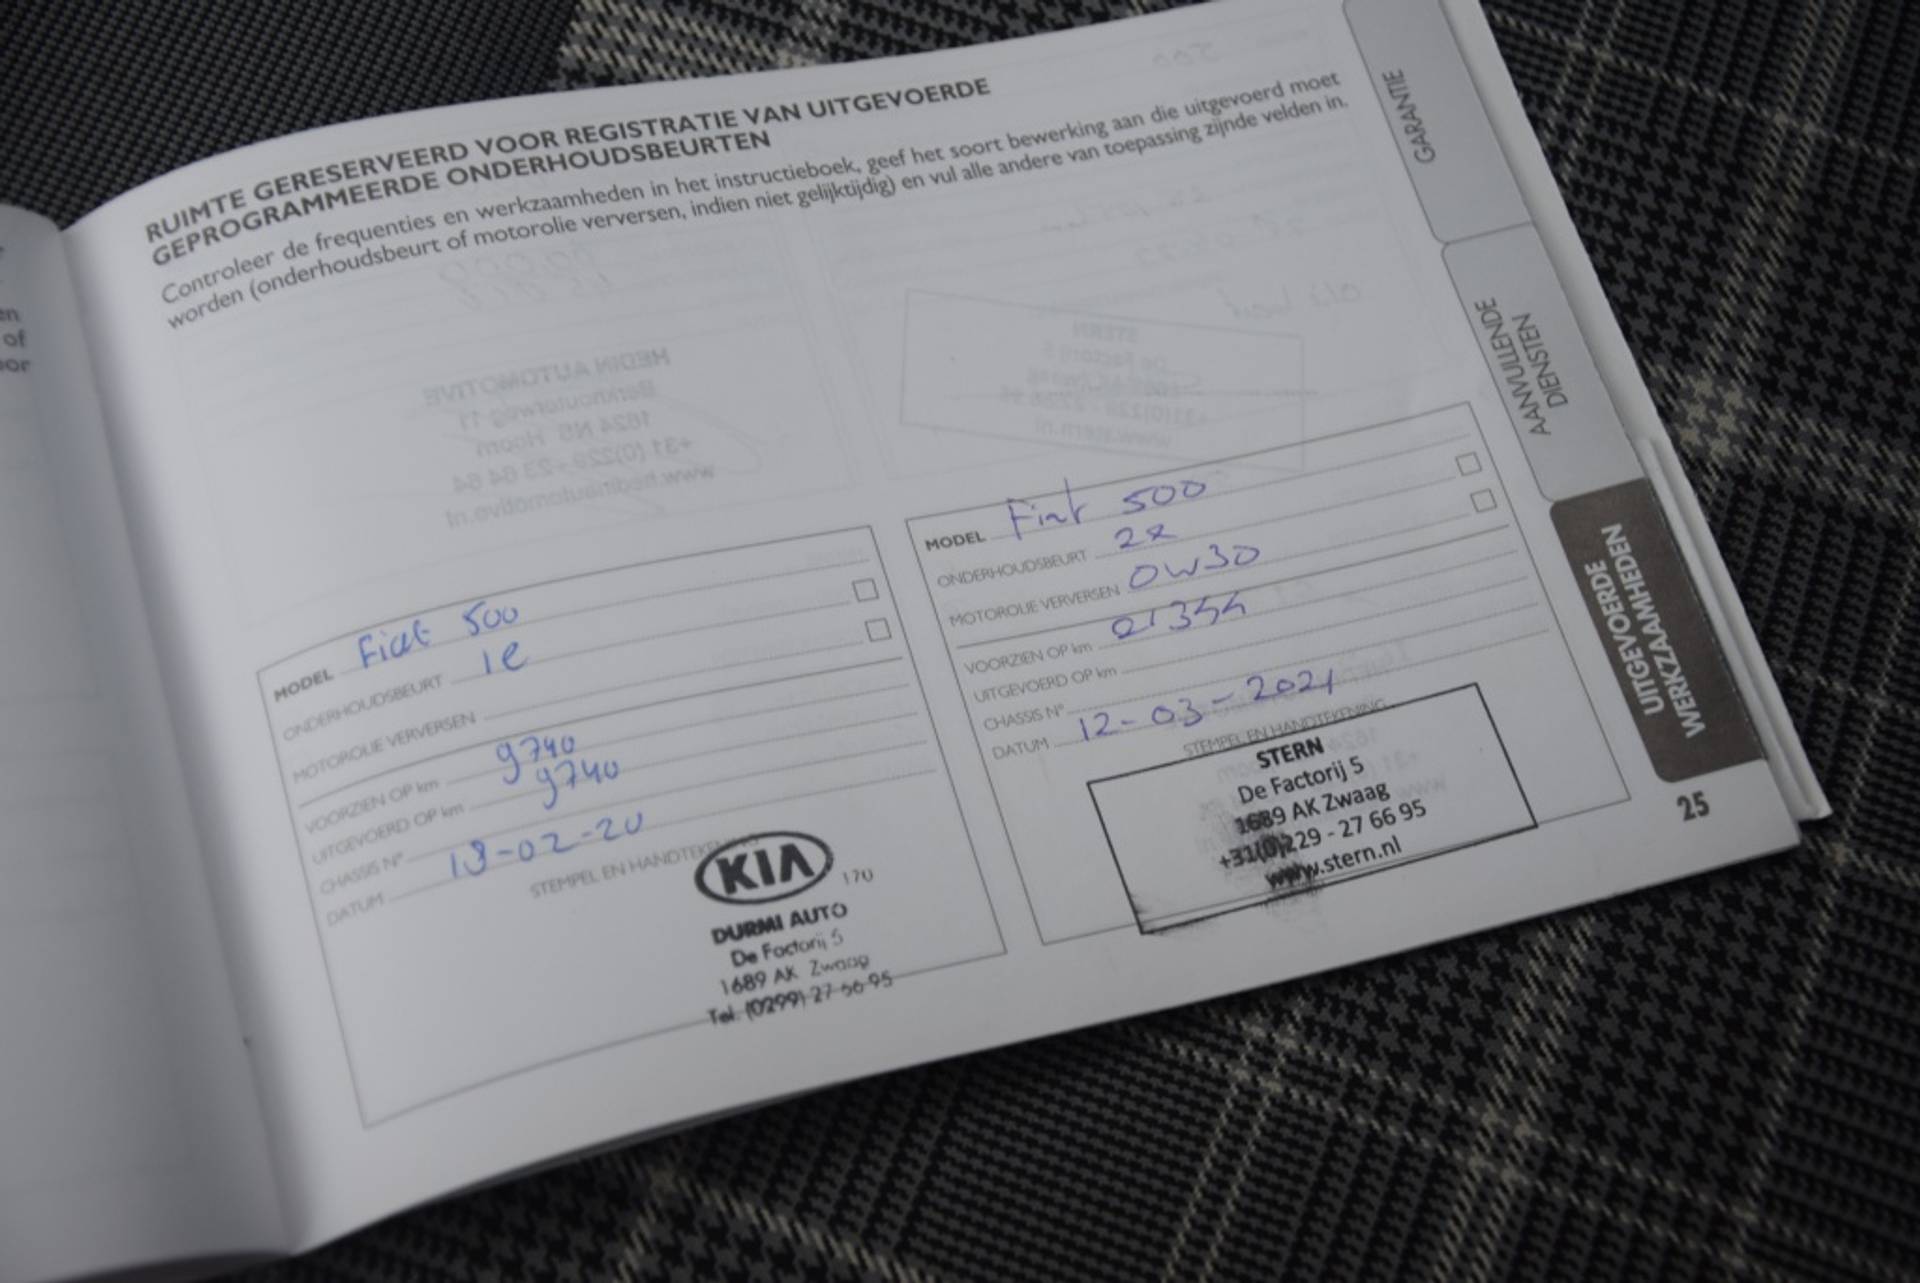 RUIMTE GERESERVEERD VOOR REGISTRATIE VAN UITGEVOERDE
GEPROGRAMMEERDE ONDERHOUDSBEURTEN
Controleer de frequenties en werkzaamheden in het instructieboek, geef het soort bewerking aan die uitgevoerd moet
worden (onderhoudsbeurt of motorolie verversen, indien niet gelijktijdig) en vul alle andere van toepassing zijnde velden in.
MODEL Fiat 500
ONDERHOUDSBEURT 1e
MOTOROLIE VERVERSEN
VOORZIEN OP km 9740
UITGEVOERD OP km 9740
CHASSIS N°
DATUM 13-02-20
STEMPEL EN HANDTEKENING
KIA 170
DURMI AUTO
De Factorij 5
1689 AK Zwaag
Tel. (0299) 27 66 95
MODEL Fiat 500
ONDERHOUDSBEURT 2e
MOTOROLIE VERVERSEN 0W30
VOORZIEN OP km
UITGEVOERD OP km
CHASSIS N°
DATUM 12-03-2021
STEMPEL EN HANDTEKENING
STERN
De Factorij 5
1689 AK Zwaag
+31(0)229 - 27 66 95
www.stern.nl
GARANTIE
AANVULLENDE
DIENSTEN
UITGEVOERDE
WERKZAAMHEDEN
25
en
of